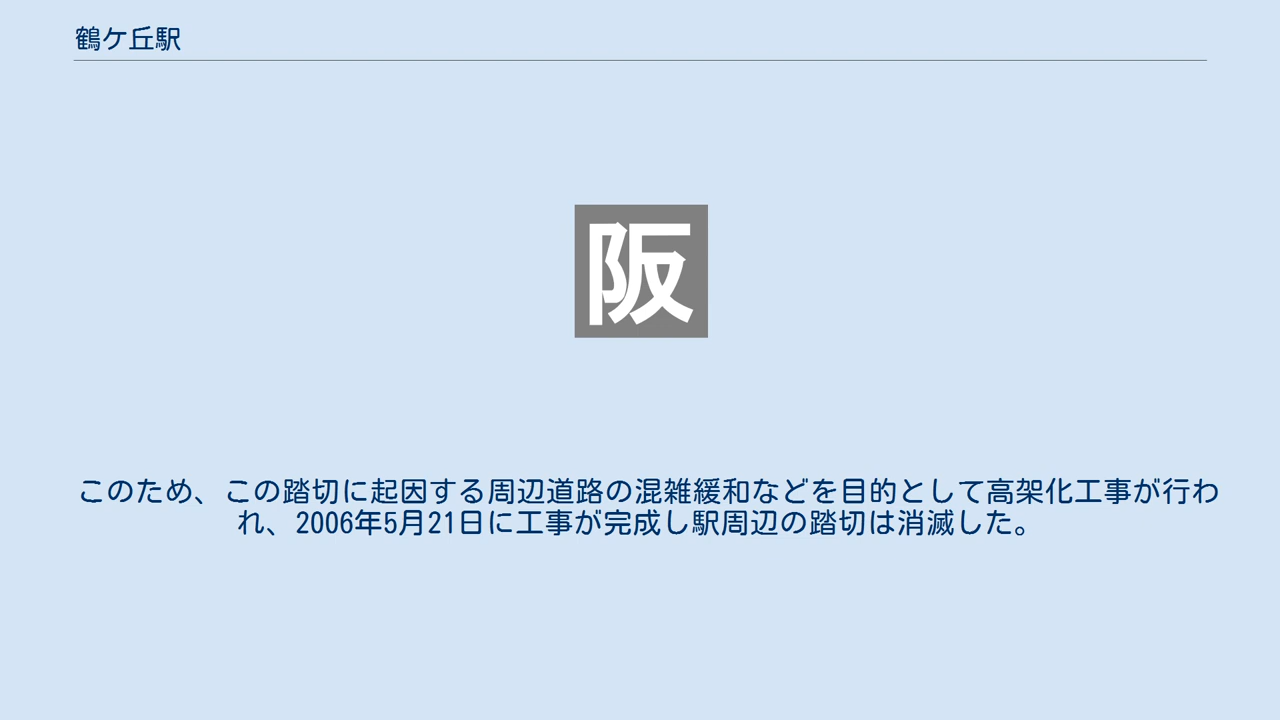 鶴ケ丘駅
阪
このため、この踏切に起因する周辺道路の混雑緩和などを目的として高架化工事が行わ
れ、2006年5月21日に工事が完成し駅周辺の踏切は消滅した。